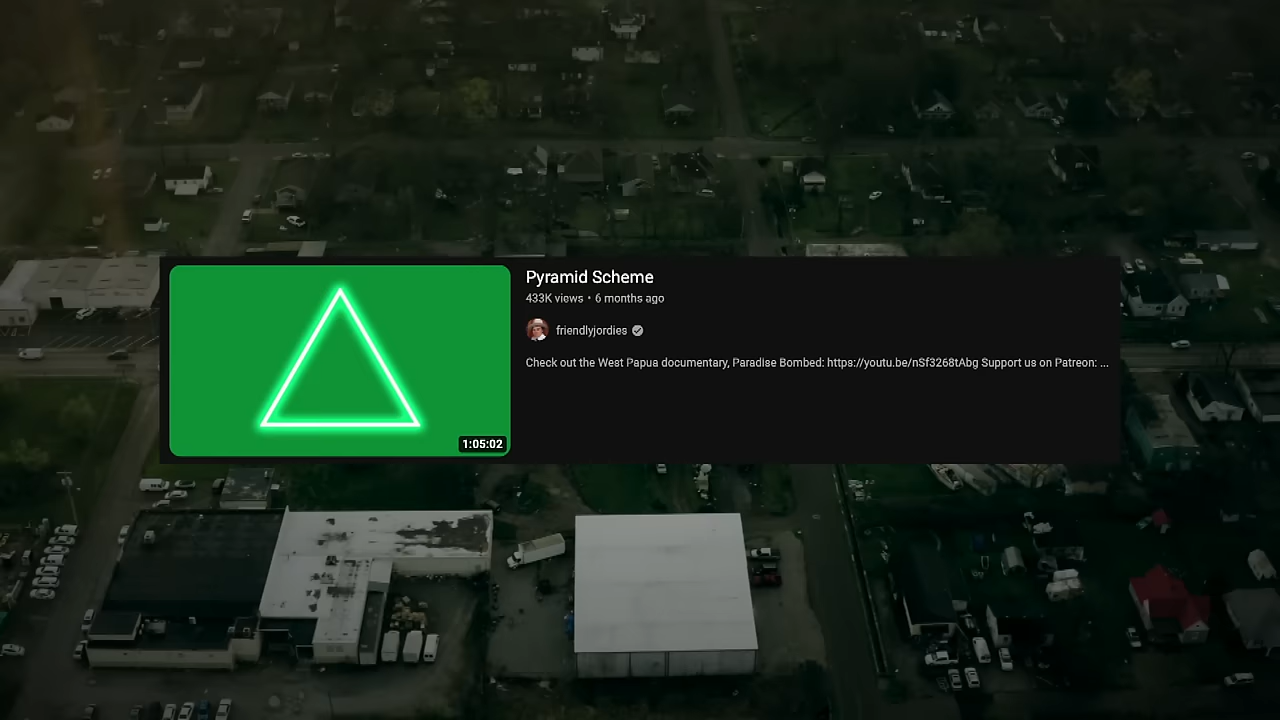 Pyramid Scheme
433K views • 6 months ago
friendlyjordies
Check out the West Papua documentary, Paradise Bombed: https://youtu.be/nSf3268tAbg Support us on Patreon: ...
1:05:02